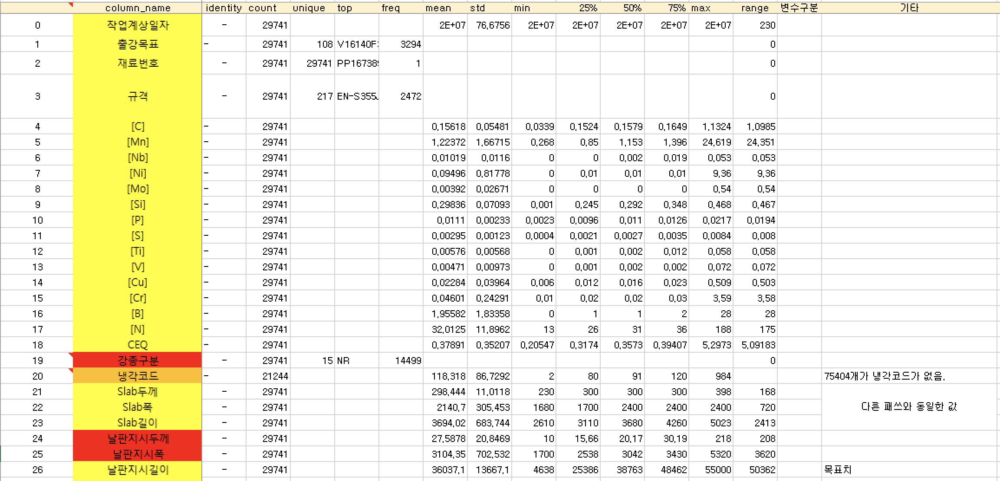 column_name identity count unique top freq mean std min 25% 50% 75% max range 변수구분 기타
0 작업계상일자 - 29741 2E+07 76,6756 2E+07 2E+07 2E+07 2E+07 2E+07 230
1 출강목표 - 29741 108 V16140F 3294 0
2 재료번호 - 29741 29741 PP16738 1 0
3 규격 - 29741 217 EN-S355 2472 0
4 [C] - 29741 0,15618 0,05481 0,0339 0,1524 0,1579 0,1649 1,1324 1,0985
5 [Mn] - 29741 1,22372 1,66715 0,268 0,85 1,153 1,396 24,619 24,351
6 [Nb] - 29741 0,01019 0,0116 0 0 0,002 0,019 0,053 0,053
7 [Ni] - 29741 0,09496 0,81778 0 0,01 0,01 0,01 9,36 9,36
8 [Mo] - 29741 0,00392 0,02671 0 0 0 0 0,54 0,54
9 [Si] - 29741 0,29836 0,07093 0,001 0,245 0,292 0,348 0,468 0,467
10 [P] - 29741 0,0111 0,00233 0,0023 0,0096 0,011 0,0126 0,0217 0,0194
11 [S] - 29741 0,00295 0,00123 0,0004 0,0021 0,0027 0,0035 0,0084 0,008
12 [Ti] - 29741 0,00576 0,00568 0 0,001 0,002 0,012 0,058 0,058
13 [V] - 29741 0,00471 0,00973 0 0,001 0,002 0,002 0,072 0,072
14 [Cu] - 29741 0,02284 0,03964 0,006 0,012 0,016 0,023 0,509 0,503
15 [Cr] - 29741 0,04601 0,24291 0,01 0,02 0,02 0,03 3,59 3,58
16 [B] - 29741 1,95582 1,83358 0 1 1 2 28 28
17 [N] - 29741 32,0125 11,8962 13 26 31 36 188 175
18 CEQ - 29741 0,37891 0,35207 0,20547 0,3174 0,3573 0,39407 5,2973 5,09183
19 강종구분 - 29741 15 NR 14499 0
20 냉각코드 - 21244 118,318 86,7292 2 80 91 120 984 75404개가 냉각코드가 없음.
21 Slab두께 - 29741 298,444 11,0118 230 300 300 300 398 168
22 Slab폭 - 29741 2140,7 305,453 1680 1700 2400 2400 2400 720 다른 패쓰와 동일한 값
23 Slab길이 - 29741 3694,02 683,744 2610 3110 3680 4260 5023 2413
24 날판지시두께 - 29741 27,5878 20,8469 10 15,66 20,17 30,19 218 208
25 날판지시폭 - 29741 3104,35 702,532 1700 2538 3042 3430 5320 3620
26 날판지시길이 - 29741 36037,1 13667,1 4638 25386 38763 48462 55000 50362 목표치